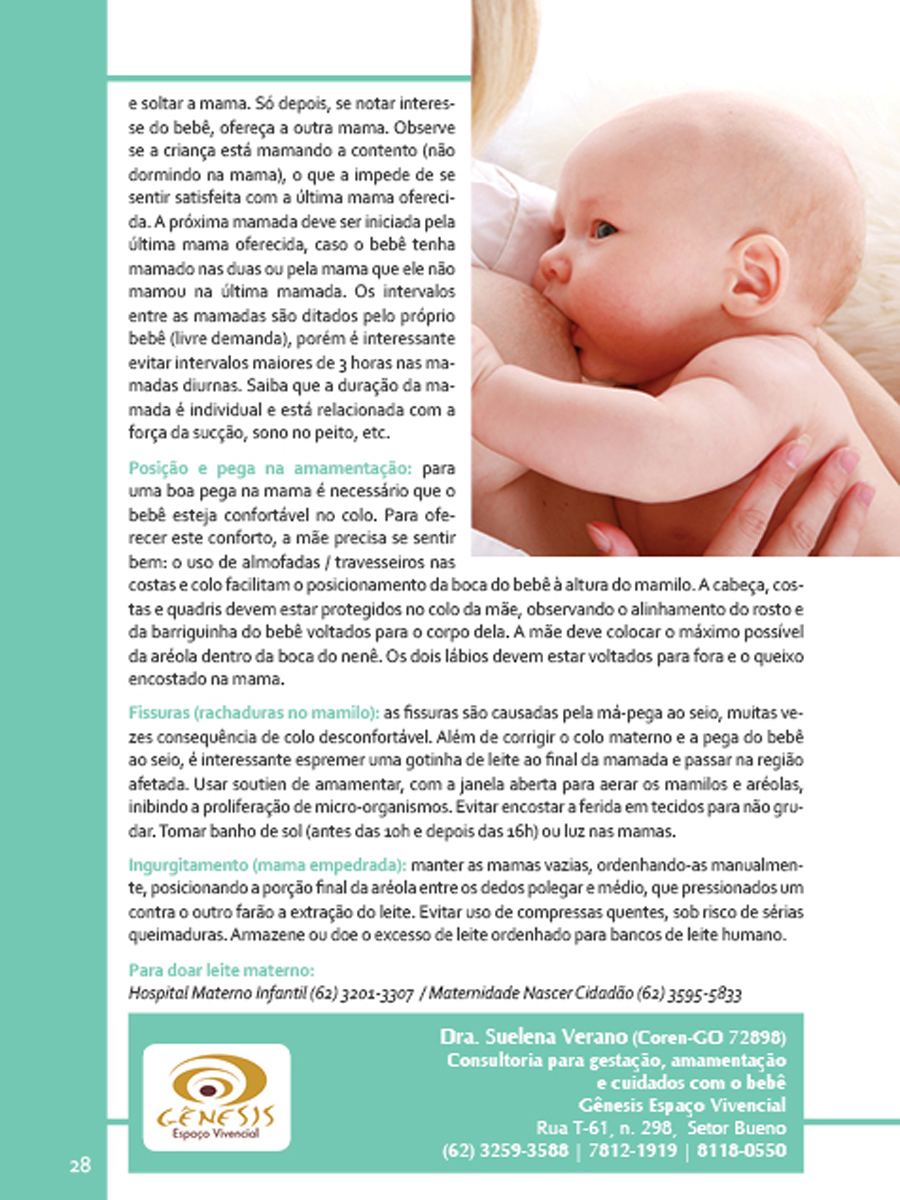 e soltar a mama. Só depois, se notar interes-
se do bebê, ofereça a outra mama. Observe
se a criança está mamando a contento (não
dormindo na mama), o que a impede de se
sentir satisfeita com a última mama ofereci-
da. A próxima mamada deve ser iniciada pela
última mama oferecida, caso o bebê tenha
mamado nas duas ou pela mama que ele não
mamou na última mamada. Os intervalos
entre as mamadas são ditados pelo próprio
bebê (livre demanda), porém é interessante
evitar intervalos maiores de 3 horas nas ma-
madas diurnas. Saiba que a duração da ma-
mada é individual e está relacionada com a
força da sucção, sono no peito, etc.
Posição e pega na amamentação: para
uma boa pega na mama é necessário que o
bebê esteja confortável no colo. Para ofe-
recer este conforto, a mãe precisa se sentir
bem: o uso de almofadas / travesseiros nas
costas e colo facilitam o posicionamento da boca do bebê à altura do mamilo. A cabeça, cos-
tas e quadris devem estar protegidos no colo da mãe, observando o alinhamento do rosto e
da barriguinha do bebê voltados para o corpo dela. A mãe deve colocar o máximo possível
da aréola dentro da boca do nenê. Os dois lábios devem estar voltados para fora e o queixo
encostado na mama.
Fissuras (rachaduras no mamilo): as fissuras são causadas pela má-pega ao seio, muitas ve-
zes consequência de colo desconfortável. Além de corrigir o colo materno e a pega do bebê
ao seio, é interessante espremer uma gotinha de leite ao final da mamada e passar na região
afetada. Usar soutien de amamentar, com a janela aberta para aerar os mamilos e aréolas,
inibindo a proliferação de micro-organismos. Evitar encostar a ferida em tecidos para não gru-
dar. Tomar banho de sol (antes das 10h e depois das 16h) ou luz nas mamas.
Ingurgitamento (mama empedrada): manter as mamas vazias, ordenhando-as manualmen-
te, posicionando a porção final da aréola entre os dedos polegar e médio, que pressionados um
contra o outro farão a extração do leite. Evitar uso de compressas quentes, sob risco de sérias
queimaduras. Armazene ou doe o excesso de leite ordenhado para bancos de leite humano.
Para doar leite materno:
Hospital Materno Infantil (62) 3201-3307 / Maternidade Nascer Cidadão (62) 3595-5833
GÊNESIS
Espaço Vivencial
Dra. Suelena Verano (Coren-GO 72898)
Consultoria para gestação, amamentação
e cuidados com o bebê
Gênesis Espaço Vivencial
Rua T-61, n. 298, Setor Bueno
(62) 3259-3588 | 7812-1919 | 8118-0550
28